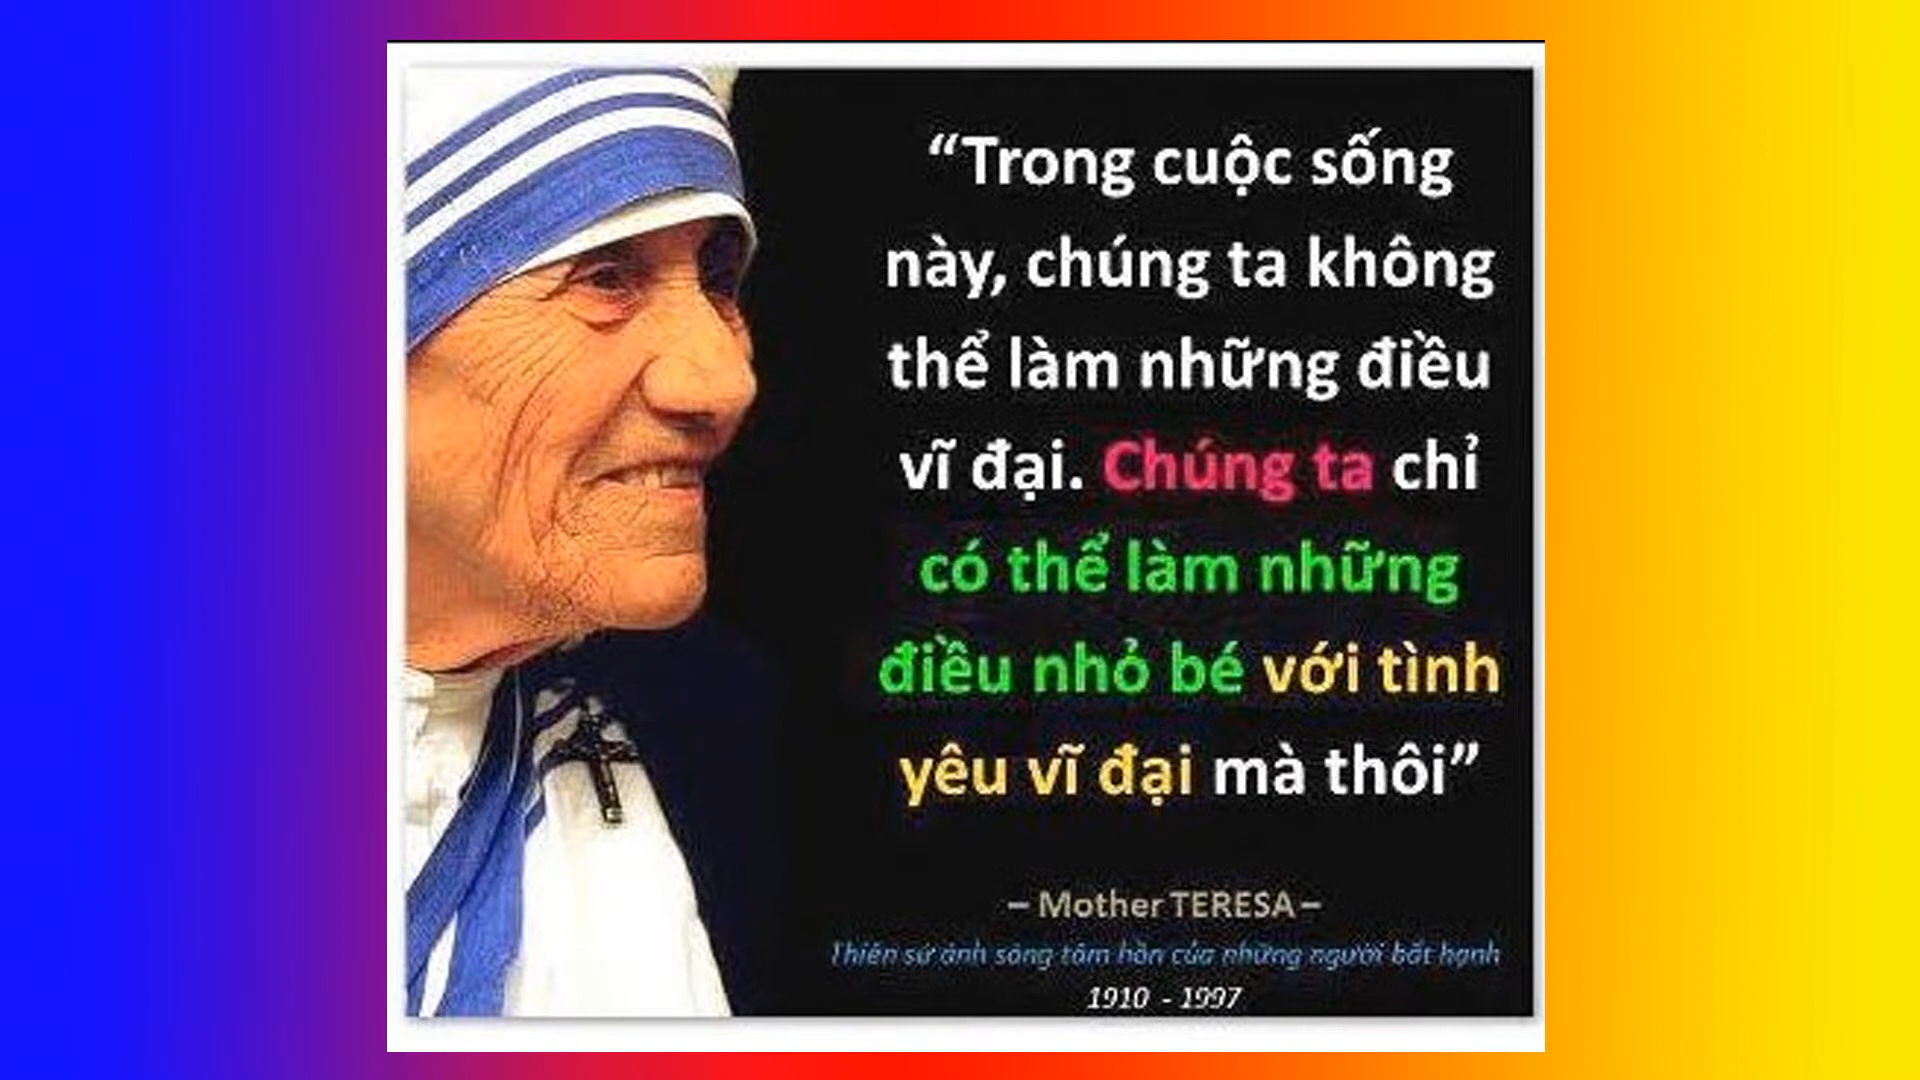 “Trong cuộc sống
này, chúng ta không
thể làm những điều
vĩ đại. Chúng ta chỉ
có thể làm những
điều nhỏ bé với tình
yêu vĩ đại mà thôi”
– Mother TERESA –
Thiên sứ ánh sáng tâm hồn của những người bất hạnh
1910 - 1997